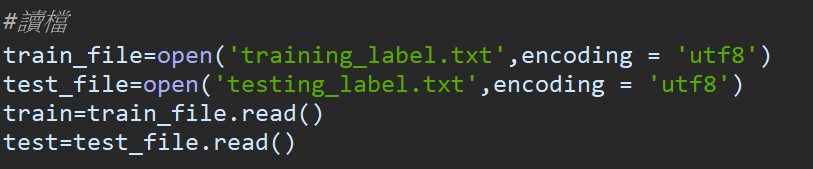 #讀檔
train_file=open('training_label.txt',encoding = 'utf8')
test_file=open('testing_label.txt',encoding = 'utf8')
train=train_file.read()
test=test_file.read()